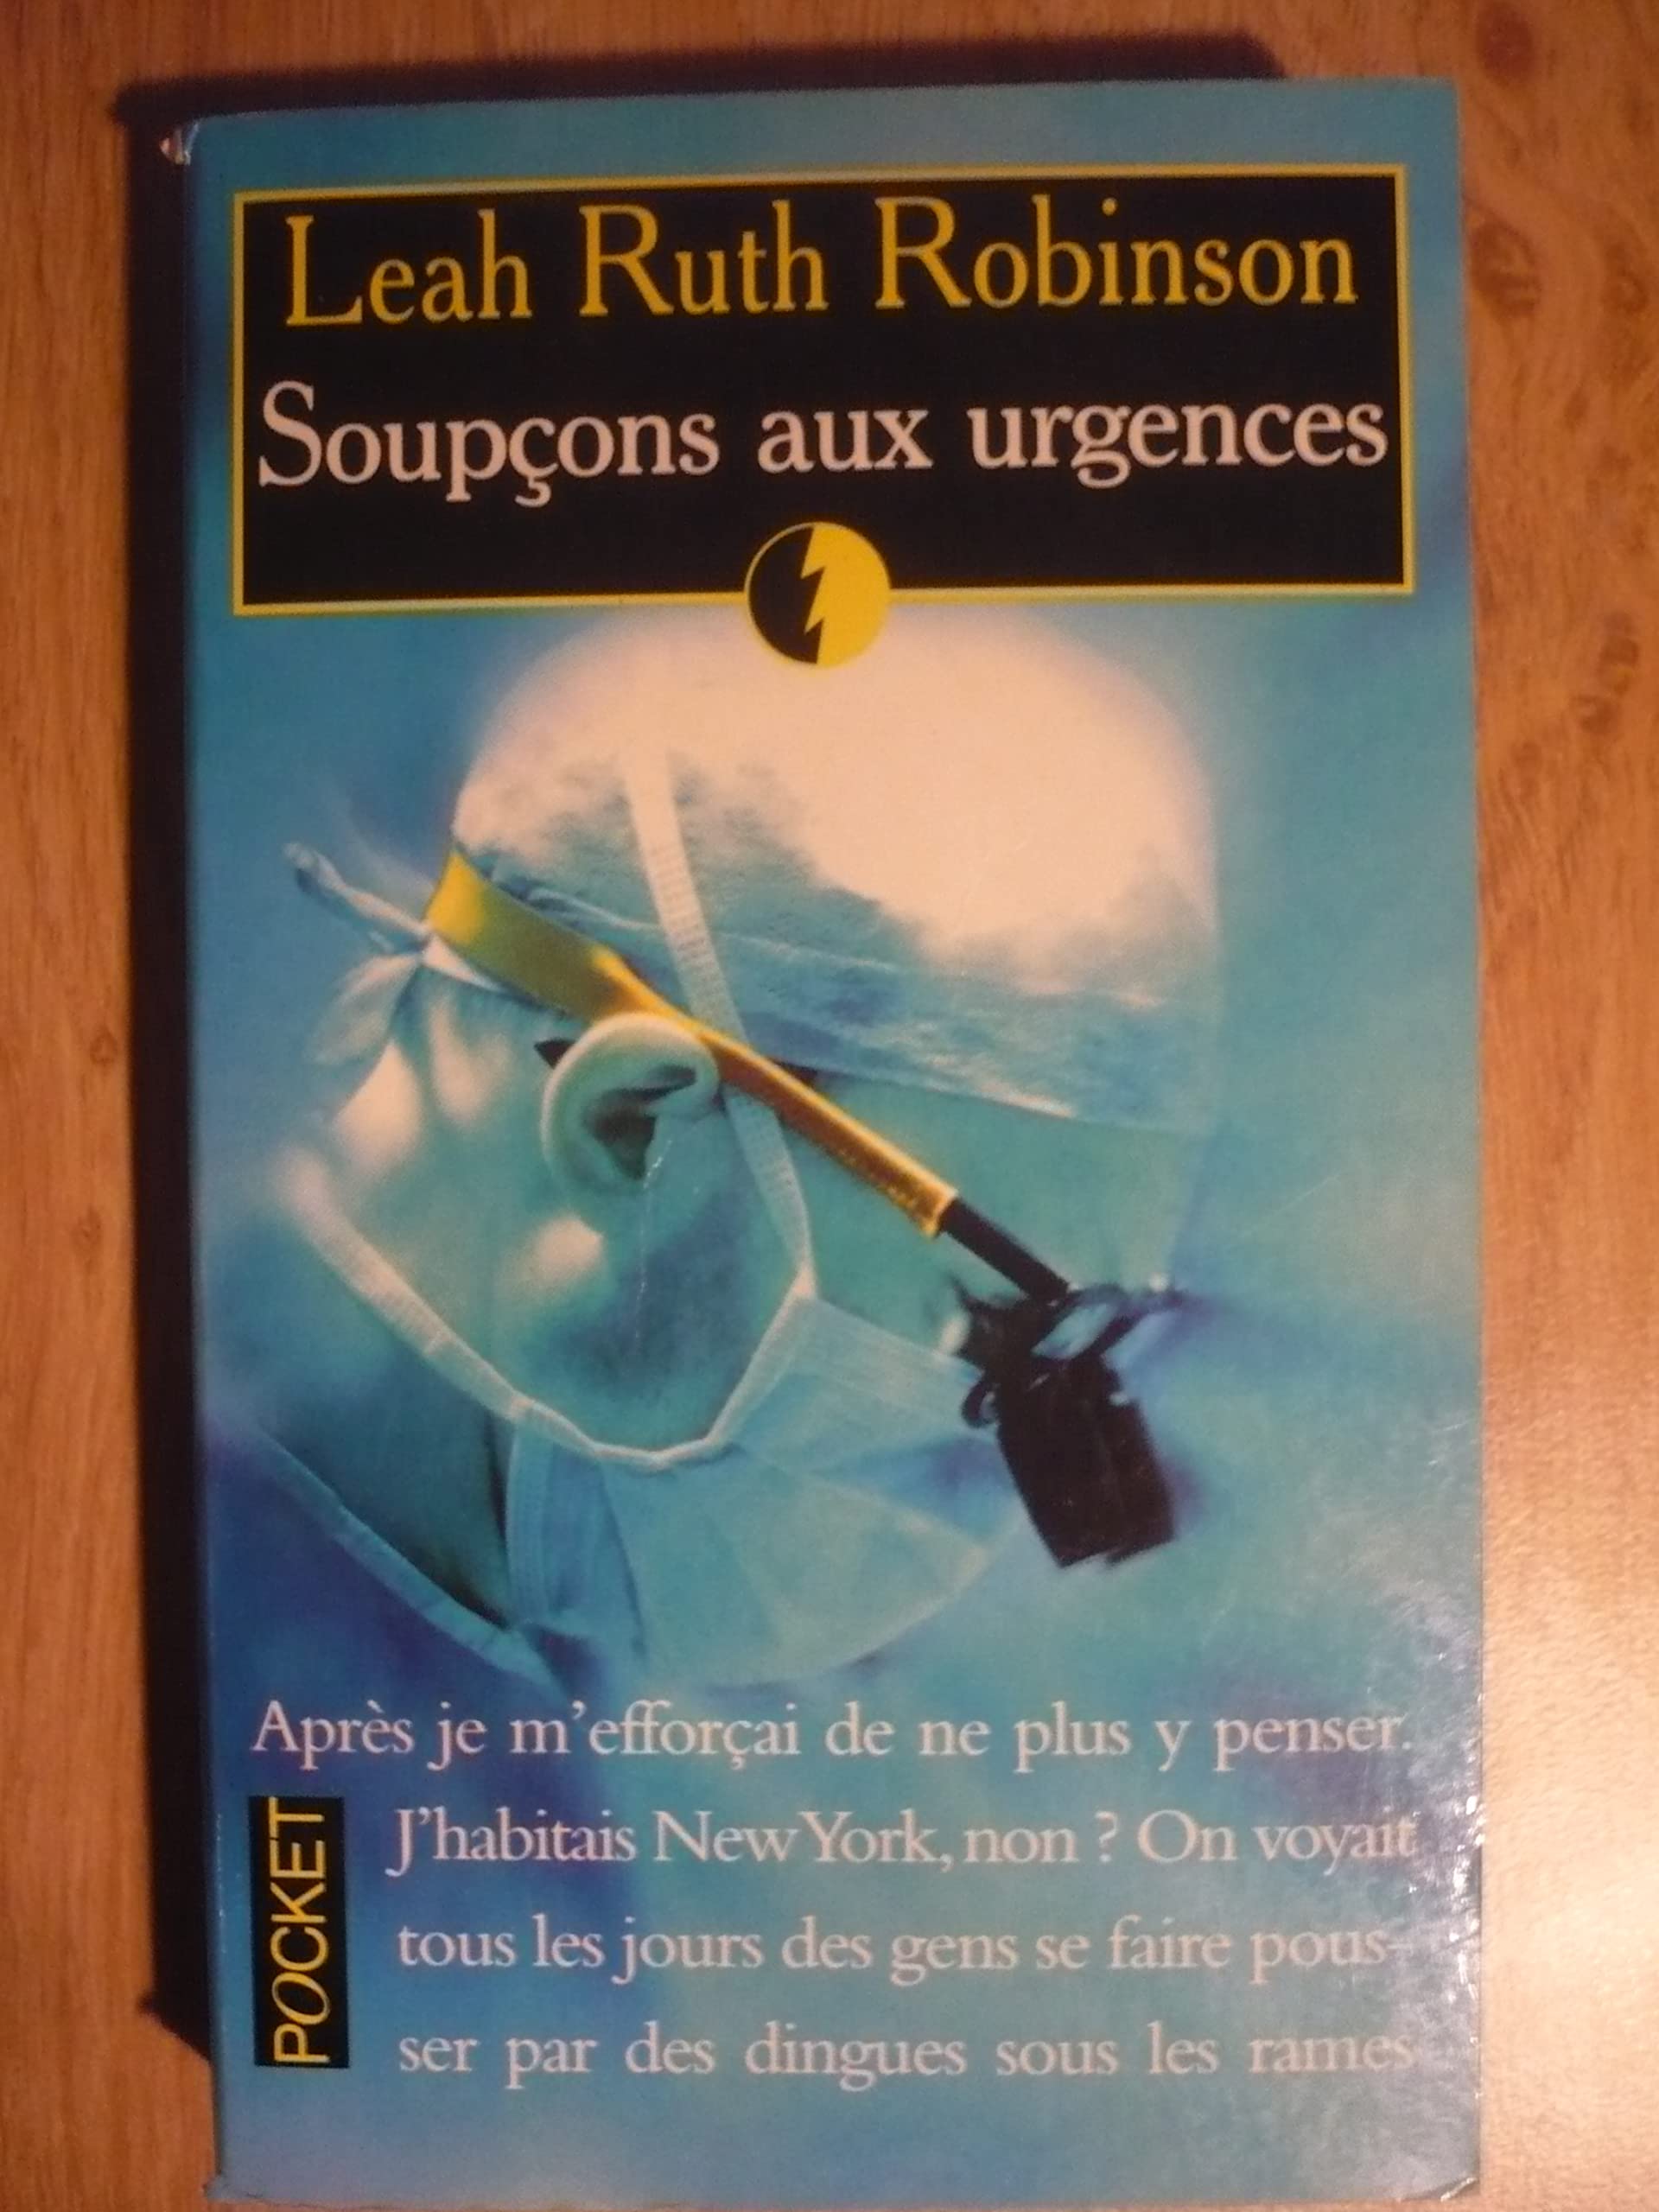 Leah Ruth Robinson
Soupçons aux urgences
Après je m'efforçai de ne plus y penser.
J'habitais New York, non ? On voyait
tous les jours des gens se faire pous-
ser par des dingues sous les rames
POCKET